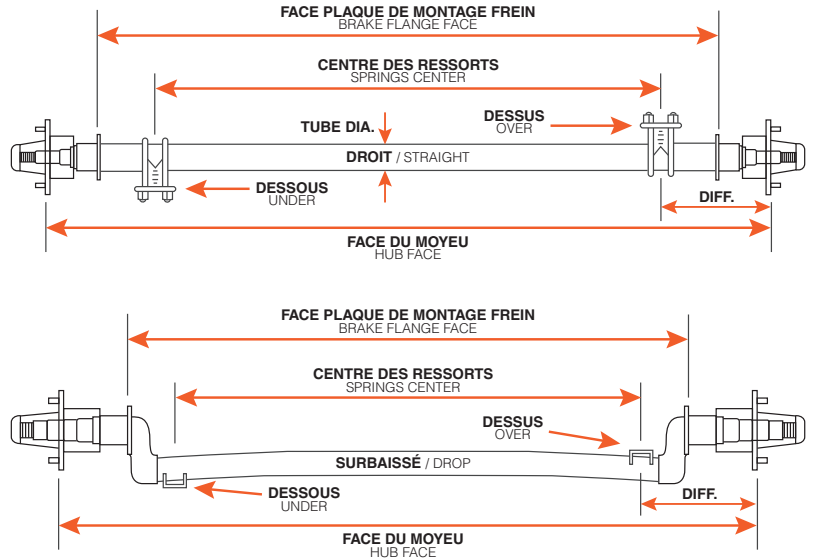 FACE PLAQUE DE MONTAGE FREIN
BRAKE FLANGE FACE
CENTRE DES RESSORTS
SPRINGS CENTER
DESSUS
OVER
TUBE DIA.
DROIT / STRAIGHT
DESSOUS
UNDER
DIFF.
FACE DU MOYEU
HUB FACE
FACE PLAQUE DE MONTAGE FREIN
BRAKE FLANGE FACE
CENTRE DES RESSORTS
SPRINGS CENTER
DESSUS
OVER
SURBAISSÉ / DROP
DESSOUS
UNDER
DIFF.
FACE DU MOYEU
HUB FACE